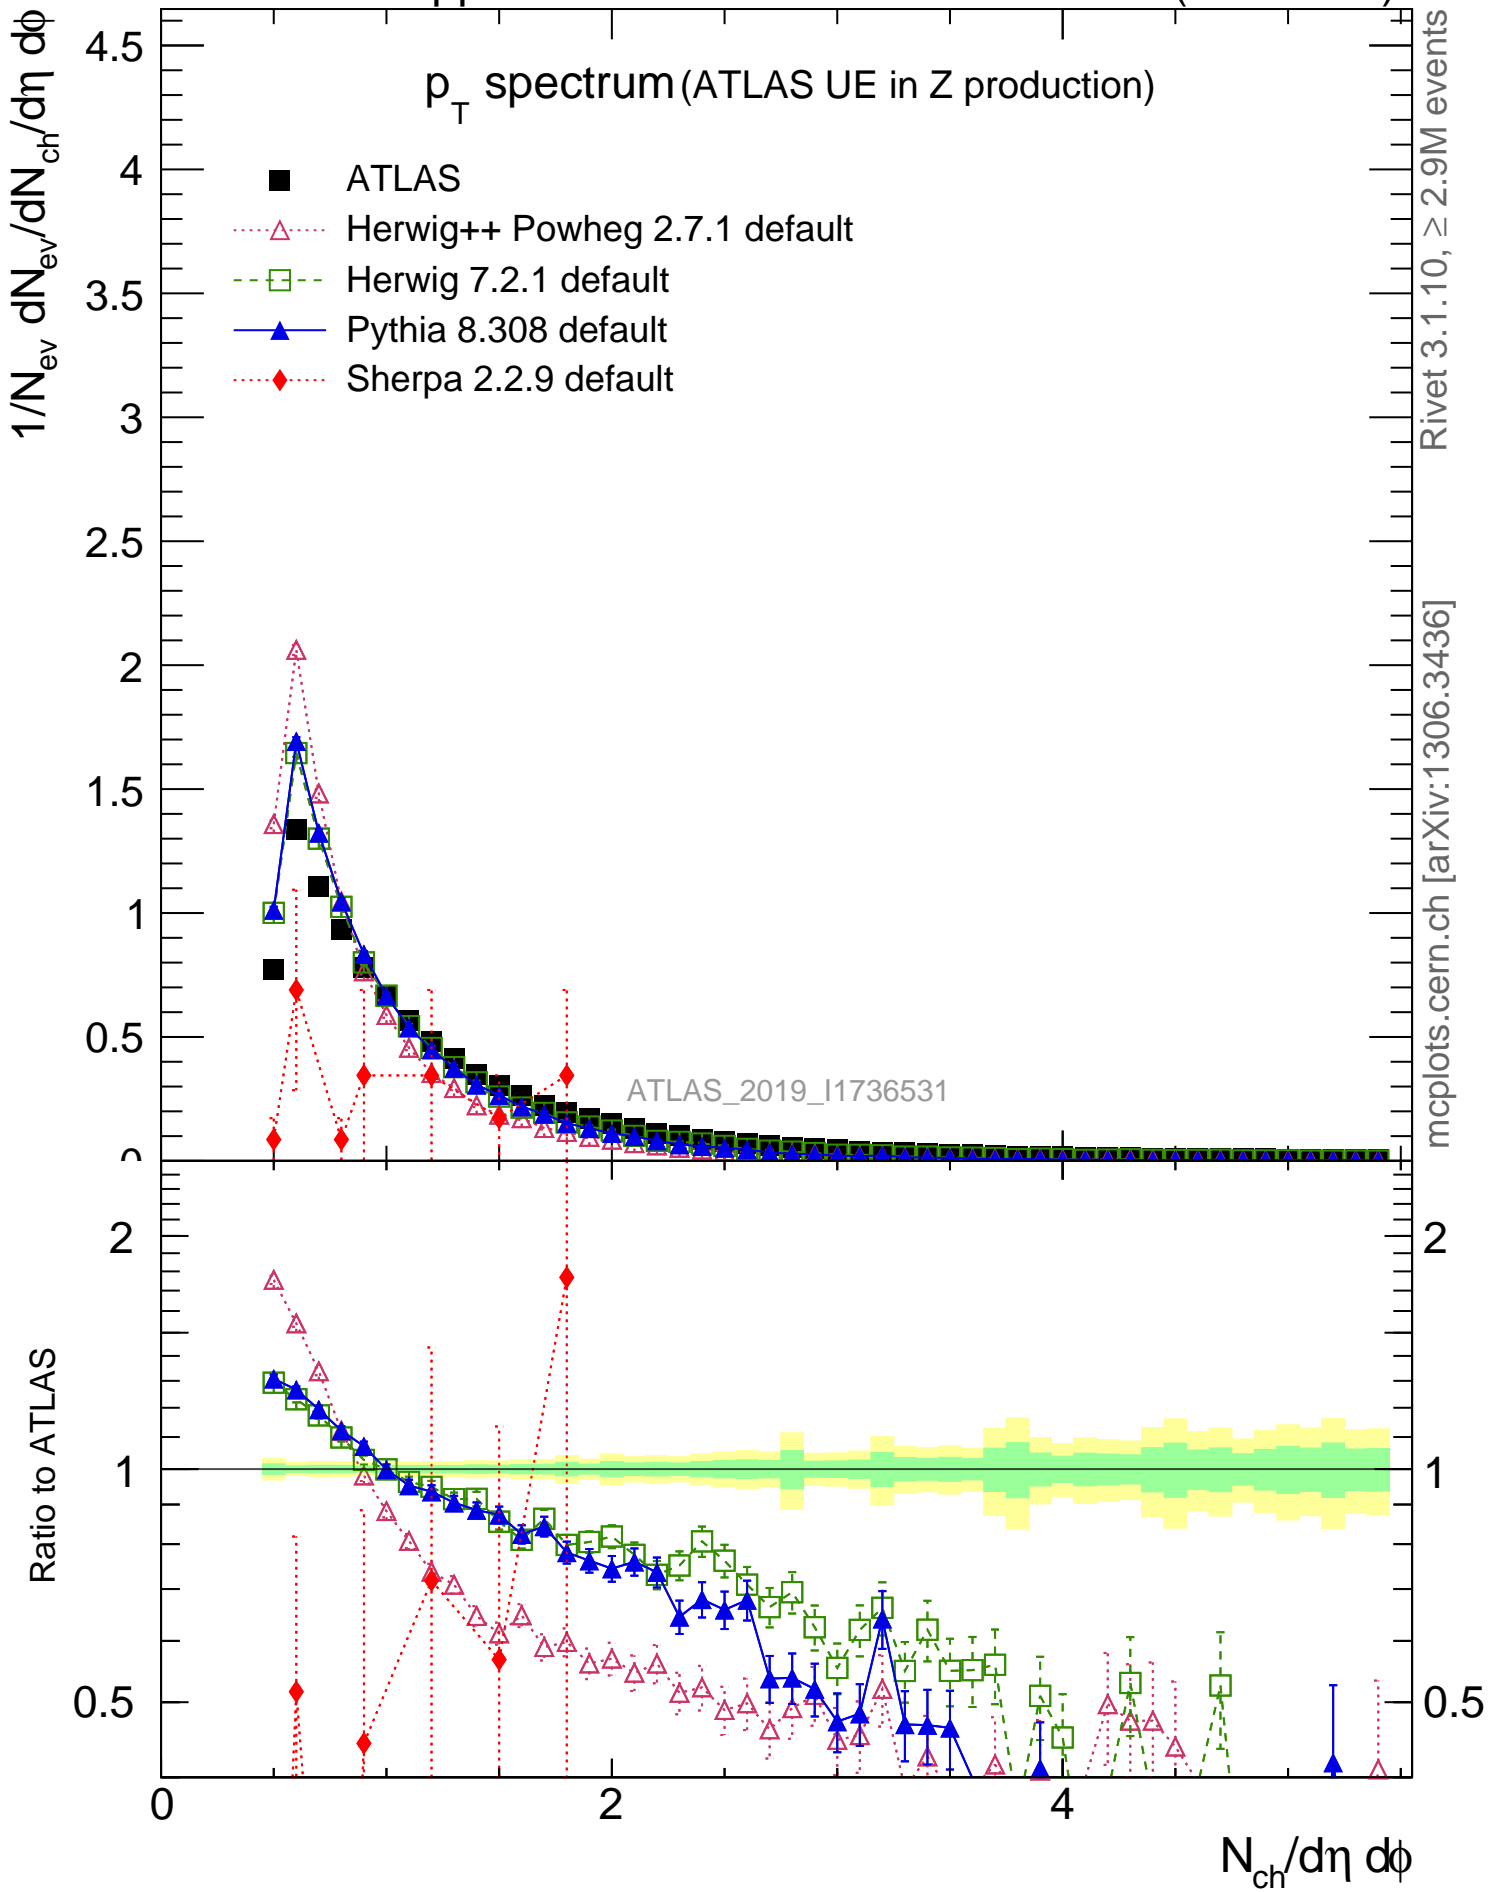 pp
p_T spectrum (ATLAS UE in Z production)
1/N_ev dN_ev/dN_ch/dη dϕ
ATLAS
Herwig++ Powheg 2.7.1 default
Herwig 7.2.1 default
Pythia 8.308 default
Sherpa 2.2.9 default
4.5
4
3.5
3
2.5
2
1.5
1
0.5
0
ATLAS_2019_I1736531
Rivet 3.1.10, ≥ 2.9M events
mcplots.cern.ch [arXiv:1306.3436]
Ratio to ATLAS
2
1
0.5
2
1
0.5
0
2
4
N_ch/dη dϕ